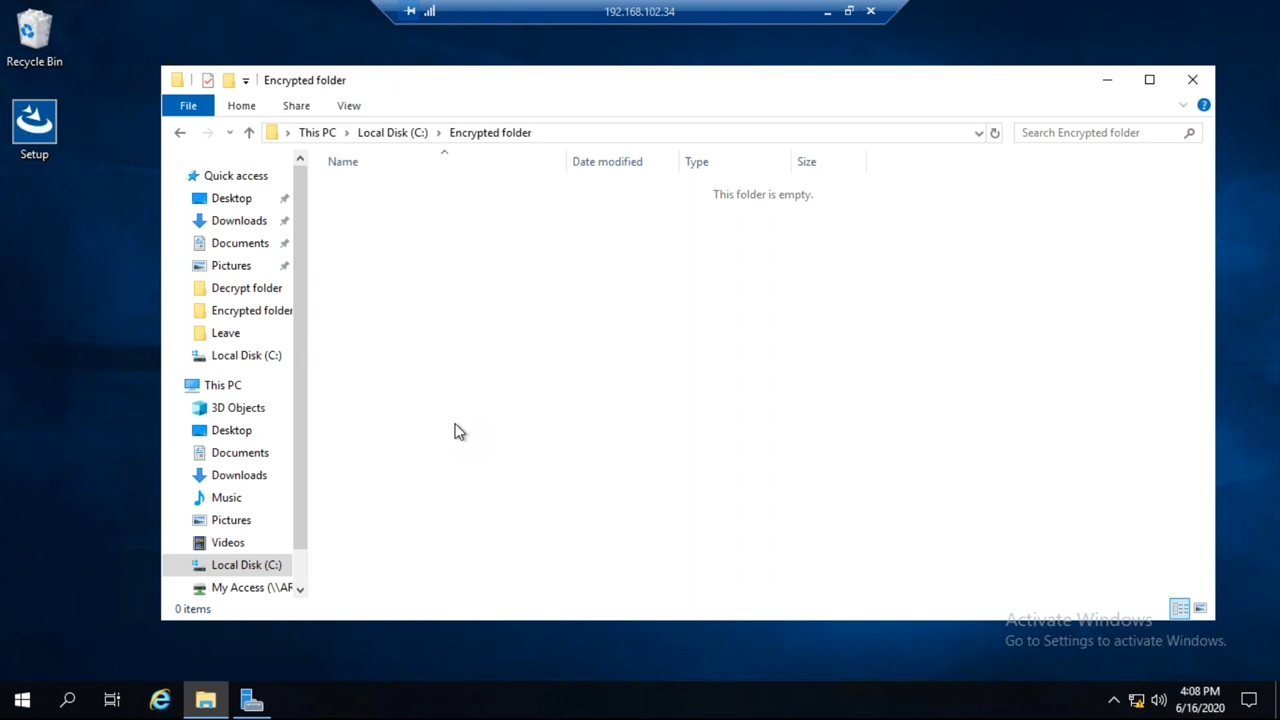 192.168.102.34
Recycle Bin
Setup
Encrypted folder
File Home Share View
This PC Local Disk (C:) Encrypted folder
Search Encrypted folder
Name Date modified Type Size
This folder is empty.
Quick access
Desktop
Downloads
Documents
Pictures
Decrypt folder
Encrypted folder
Leave
Local Disk (C:)
This PC
3D Objects
Desktop
Documents
Downloads
Music
Pictures
Videos
Local Disk (C:)
My Access (\\AR
0 items
Activate Windows
Go to Settings to activate Windows.
4:08 PM
6/16/2020